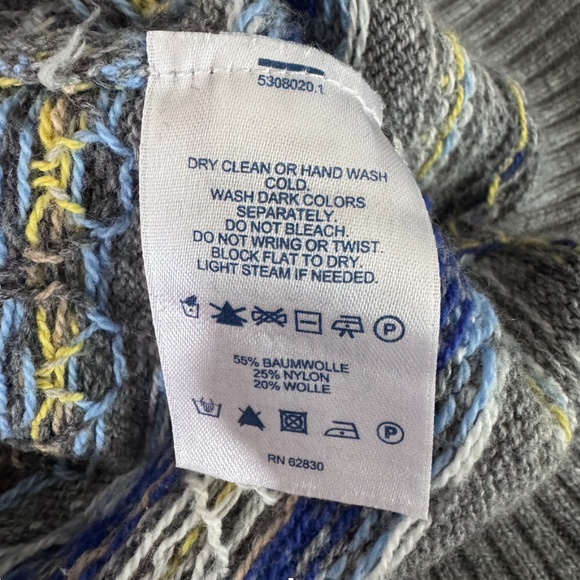 5308020.1
DRY CLEAN OR HAND WASH
COLD.
WASH DARK COLORS
SEPARATELY.
DO NOT BLEACH.
DO NOT WRING OR TWIST.
BLOCK FLAT TO DRY.
LIGHT STEAM IF NEEDED.
P
55% BAUMWOLLE
25% NYLON
20% WOLLE
P
RN 62830